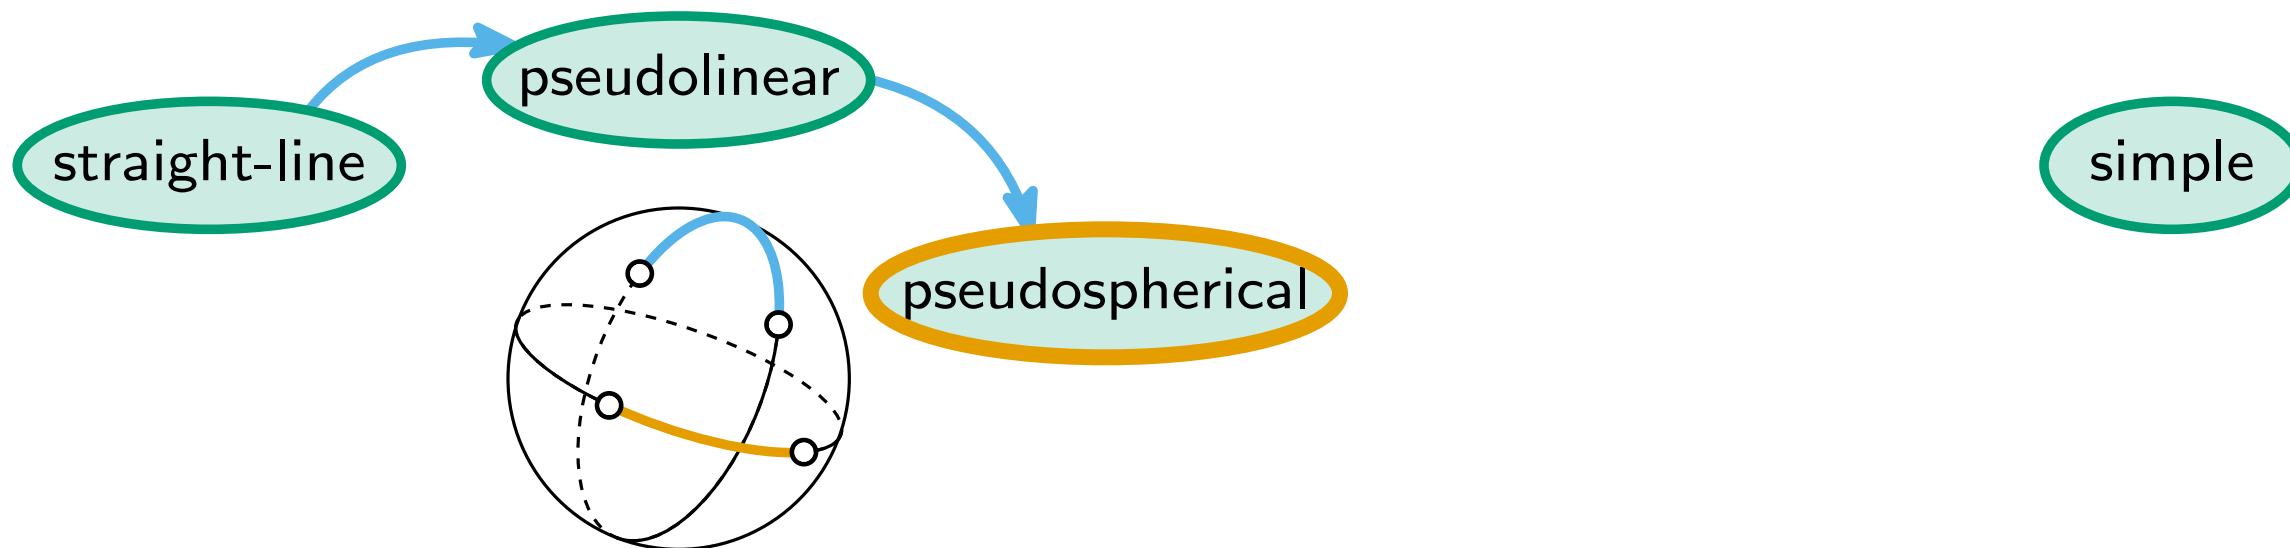 pseudolinear
straight-line
simple
pseudospherical